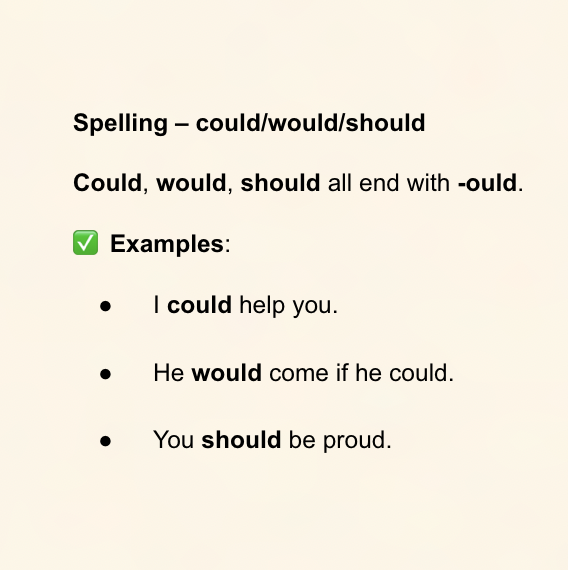 Spelling – could/would/should
Could, would, should all end with -ould.
✅ Examples:
● I could help you.
● He would come if he could.
● You should be proud.